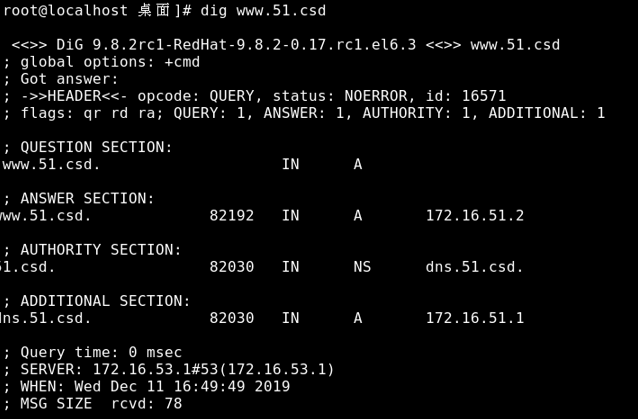 root@localhost 桌面]# dig www.51.csd
<<>> DiG 9.8.2rc1-RedHat-9.8.2-0.17.rc1.el6.3 <<>> www.51.csd
; global options: +cmd
; Got answer:
; ->>HEADER<<- opcode: QUERY, status: NOERROR, id: 16571
; flags: qr rd ra; QUERY: 1, ANSWER: 1, AUTHORITY: 1, ADDITIONAL: 1
; QUESTION SECTION:
www.51.csd. IN A
; ANSWER SECTION:
www.51.csd. 82192 IN A 172.16.51.2
; AUTHORITY SECTION:
51.csd. 82030 IN NS dns.51.csd.
; ADDITIONAL SECTION:
dns.51.csd. 82030 IN A 172.16.51.1
; Query time: 0 msec
; SERVER: 172.16.53.1#53(172.16.53.1)
; WHEN: Wed Dec 11 16:49:49 2019
; MSG SIZE rcvd: 78